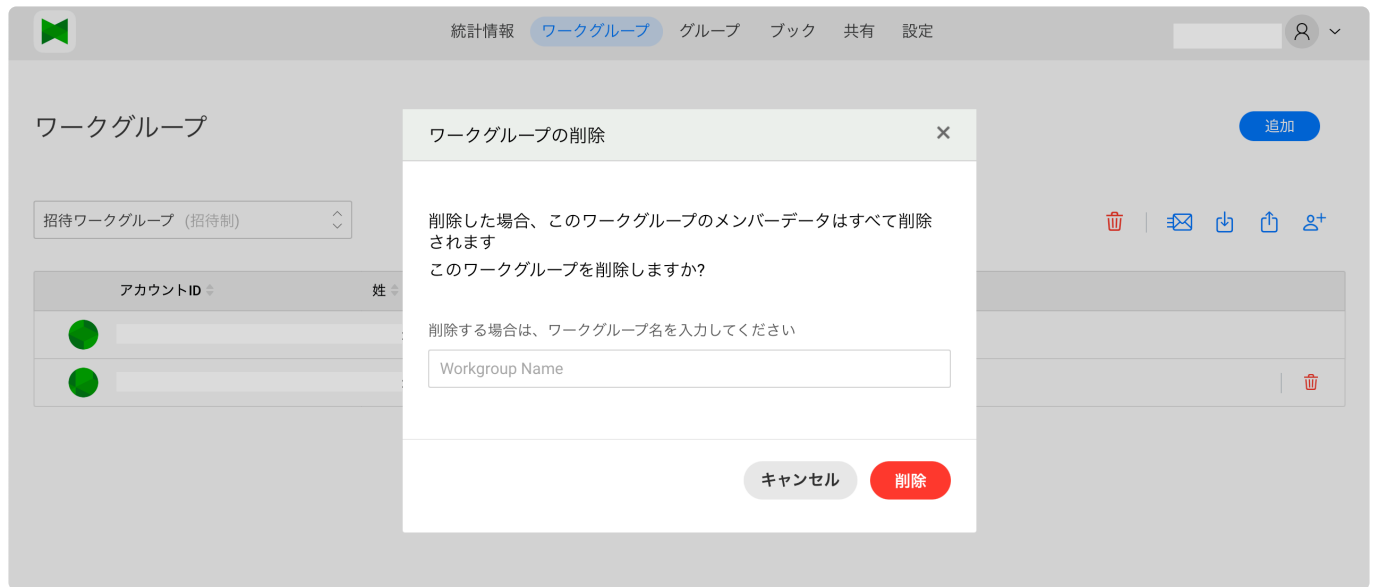 統計情報 ワークグループ グループ ブック 共有 設定
ワークグループ
追加
ワークグループの削除
招待ワークグループ (招待制)
削除した場合、このワークグループのメンバーデータはすべて削除
されます
このワークグループを削除しますか?
アカウントID 姓
削除する場合は、ワークグループ名を入力してください
Workgroup Name
キャンセル 削除